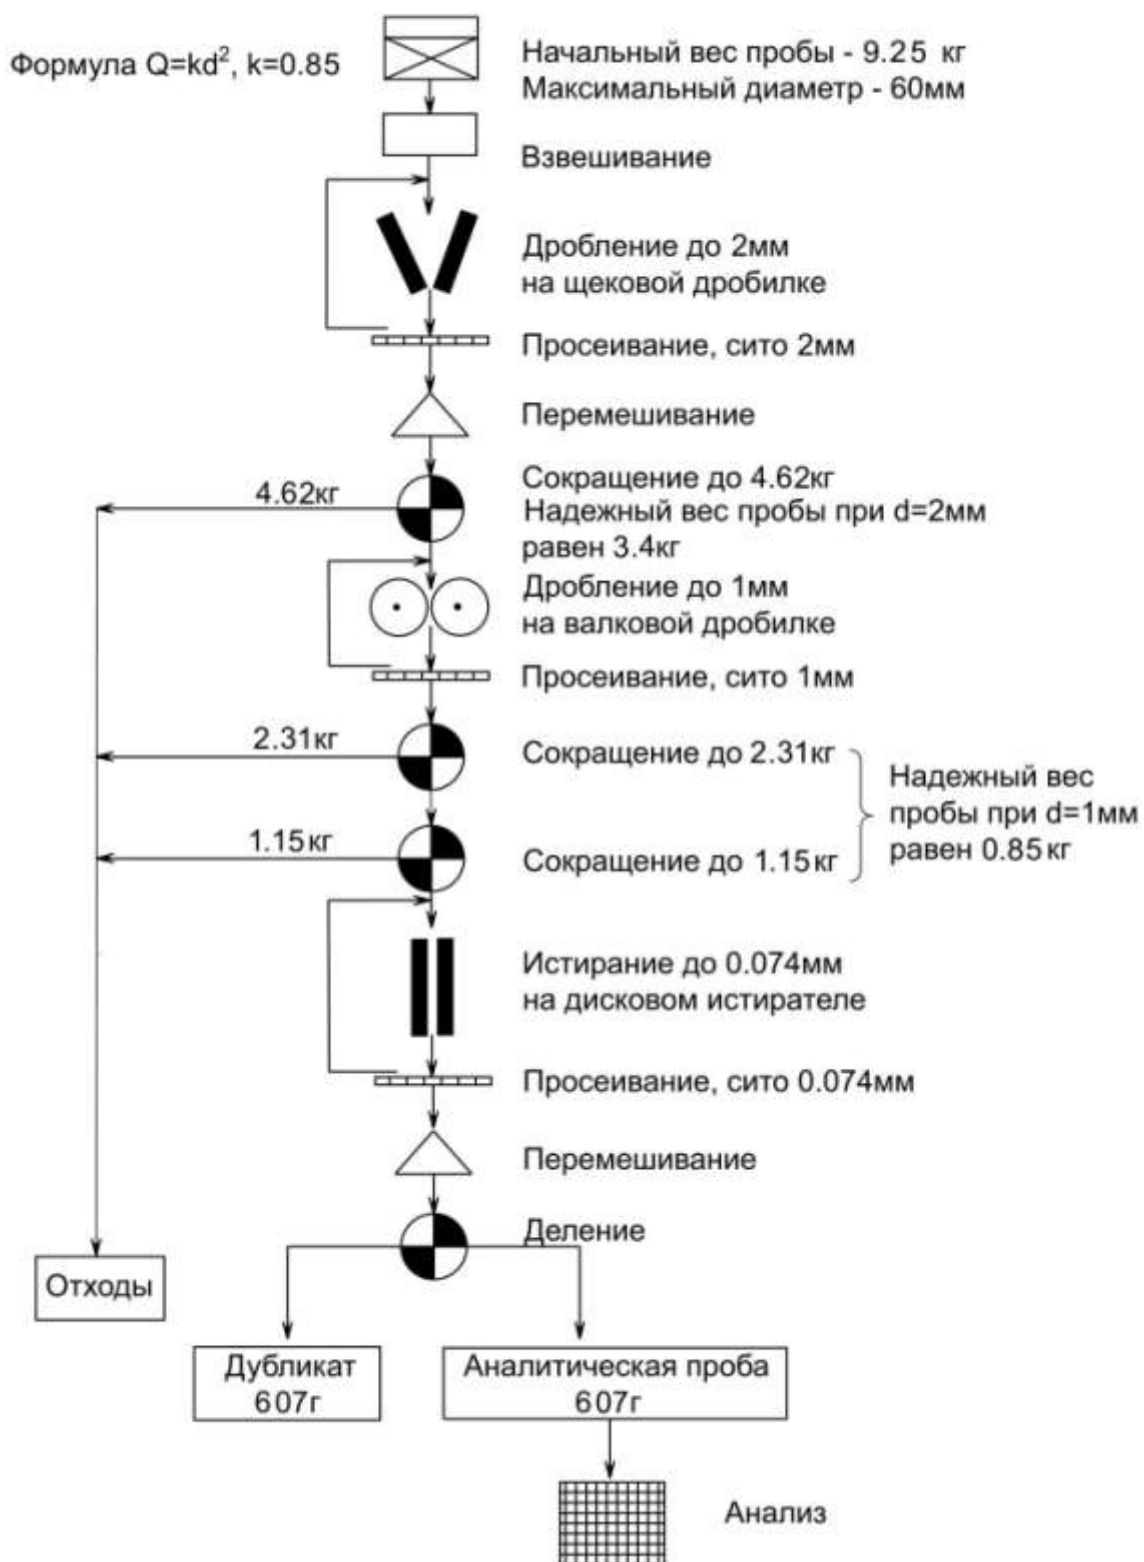 Формула Q=kd², k=0.85
Начальный вес пробы - 9.25 кг
Максимальный диаметр - 60мм
Взвешивание
Дробление до 2мм
на щековой дробилке
Просеивание, сито 2мм
Перемешивание
4.62кг
Сокращение до 4.62кг
Надежный вес пробы при d=2мм
равен 3.4кг
Дробление до 1мм
на валковой дробилке
Просеивание, сито 1мм
2.31кг
Сокращение до 2.31кг
Надежный вес
пробы при d=1мм
равен 0.85кг
1.15кг
Сокращение до 1.15кг
Истирание до 0.074мм
на дисковом истирателе
Просеивание, сито 0.074мм
Перемешивание
Деление
Отходы
Дубликат
607г
Аналитическая проба
607г
Анализ